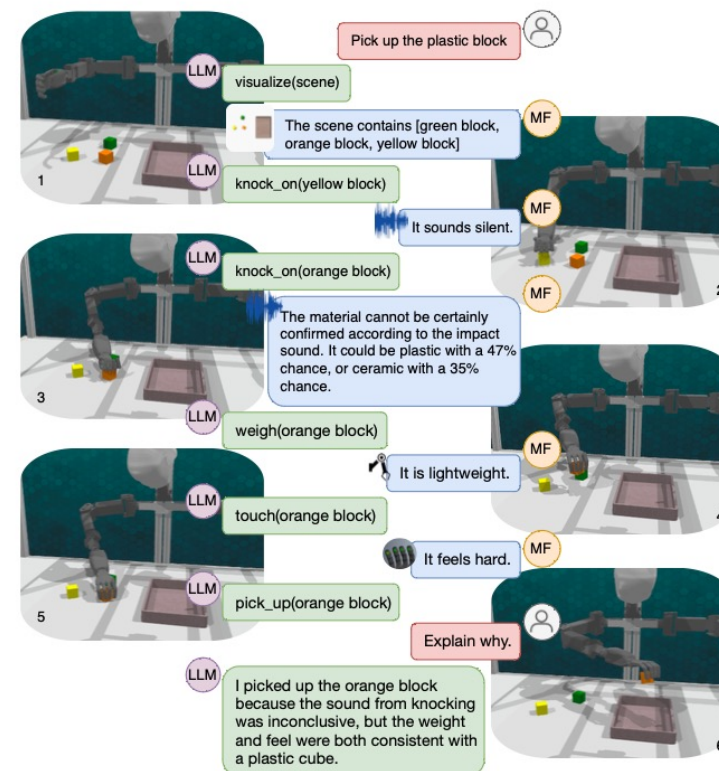 Pick up the plastic block
LLM
visualize(scene)
MF
The scene contains [green block,
orange block, yellow block]
1
LLM
knock_on(yellow block)
MF
It sounds silent.
2
LLM
knock_on(orange block)
MF
The material cannot be certainly
confirmed according to the impact
sound. It could be plastic with a 47%
chance, or ceramic with a 35%
chance.
3
LLM
weigh(orange block)
MF
It is lightweight.
LLM
touch(orange block)
MF
It feels hard.
5
LLM
pick_up(orange block)
Explain why.
LLM
I picked up the orange block
because the sound from knocking
was inconclusive, but the weight
and feel were both consistent with
a plastic cube.